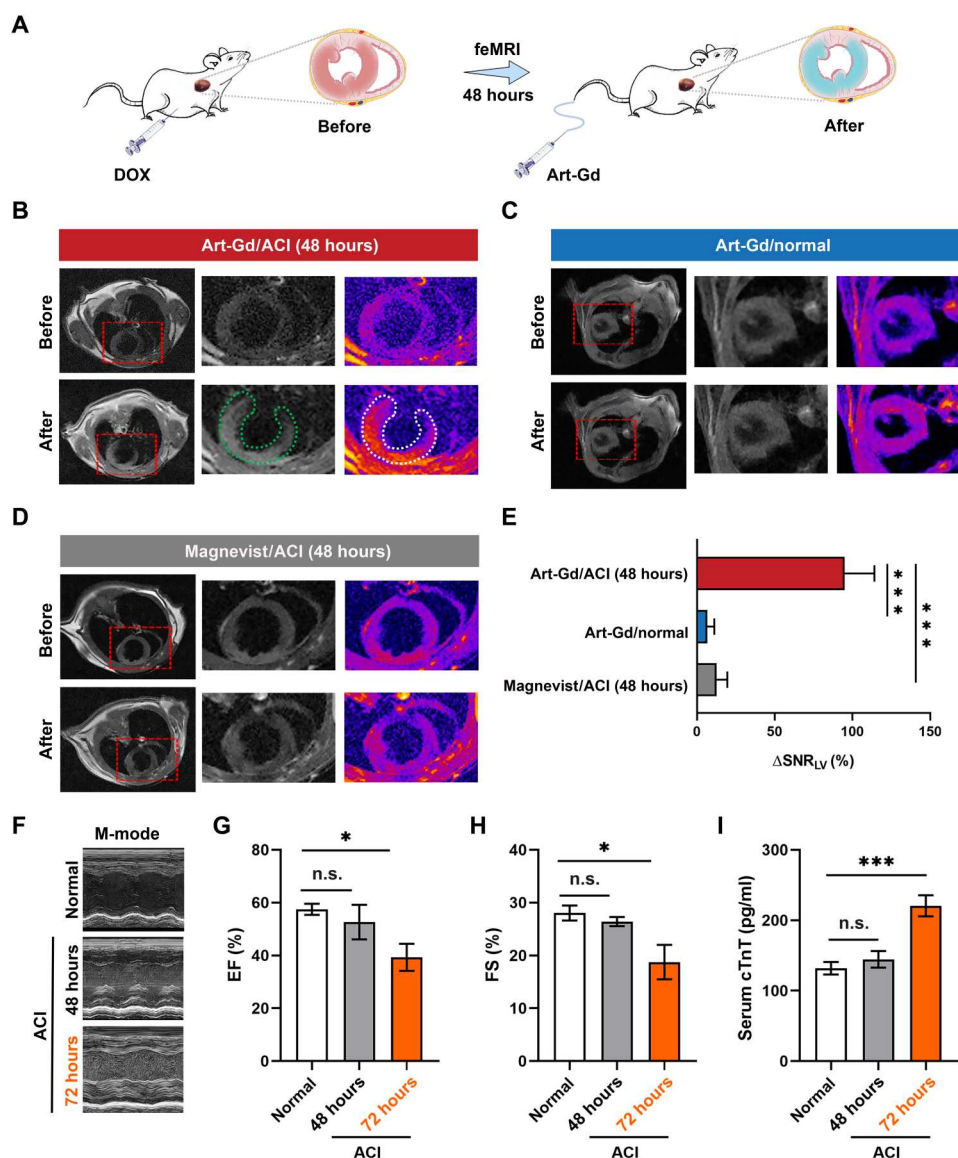 A
Before
DOX
feMRI
48 hours
Art-Gd
After
B
Art-Gd/ACI (48 hours)
Before
After
C
Art-Gd/normal
Before
After
D
Magnevist/ACI (48 hours)
Before
After
E
Art-Gd/ACI (48 hours)
Art-Gd/normal
Magnevist/ACI (48 hours)
***
***
0 50 100 150
ΔSNRLV (%)
F
M-mode
Normal
48 hours
72 hours
ACI
G
*
n.s.
EF (%)
80
60
40
20
0
Normal
48 hours
72 hours
ACI
H
*
n.s.
FS (%)
40
30
20
10
0
Normal
48 hours
72 hours
ACI
I
***
n.s.
Serum cTnT (pg/ml)
300
200
100
0
Normal
48 hours
72 hours
ACI